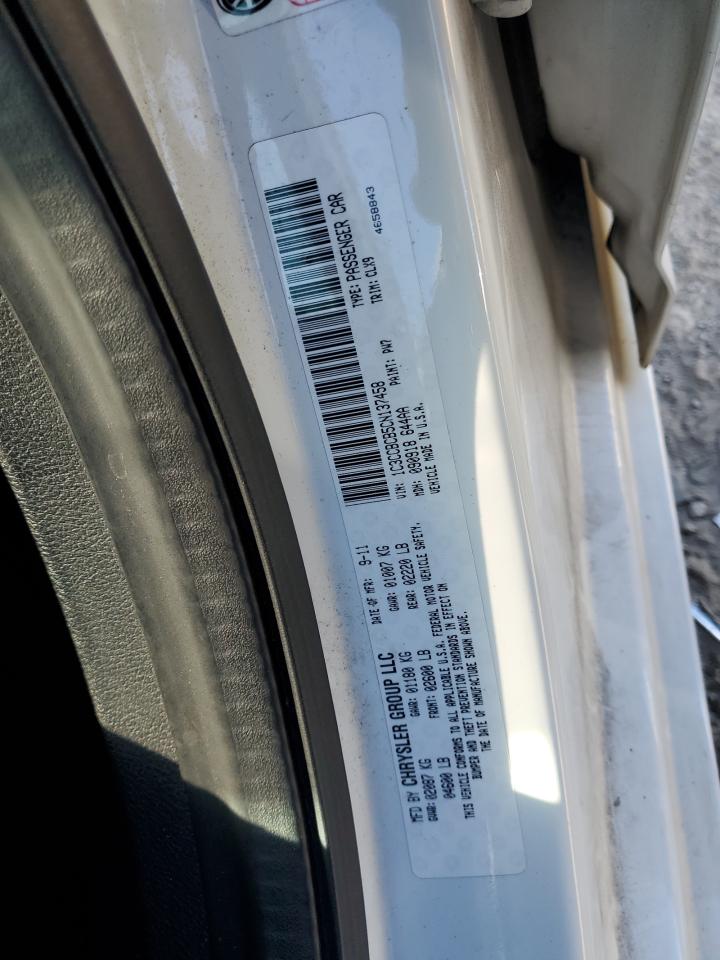 MFD BY CHRYSLER GROUP LLC
DATE OF MFR: 9-11
GVWR: 02087 KG
GAWR: 01180 KG
GAWR: 01007 KG
04600 LB
FRONT: 02600 LB
REAR: 02220 LB
THIS VEHICLE CONFORMS TO ALL APPLICABLE U.S.A. FEDERAL MOTOR VEHICLE SAFETY,
BUMPER AND THEFT PREVENTION STANDARDS IN EFFECT ON
THE DATE OF MANUFACTURE SHOWN ABOVE.
VIN: 1C3CCBCB5CN137458
TYPE: PASSENGER CAR
MDH: 090918 644AA
PAINT: PW7
TRIM: CLX9
VEHICLE MADE IN U.S.A.
4658843